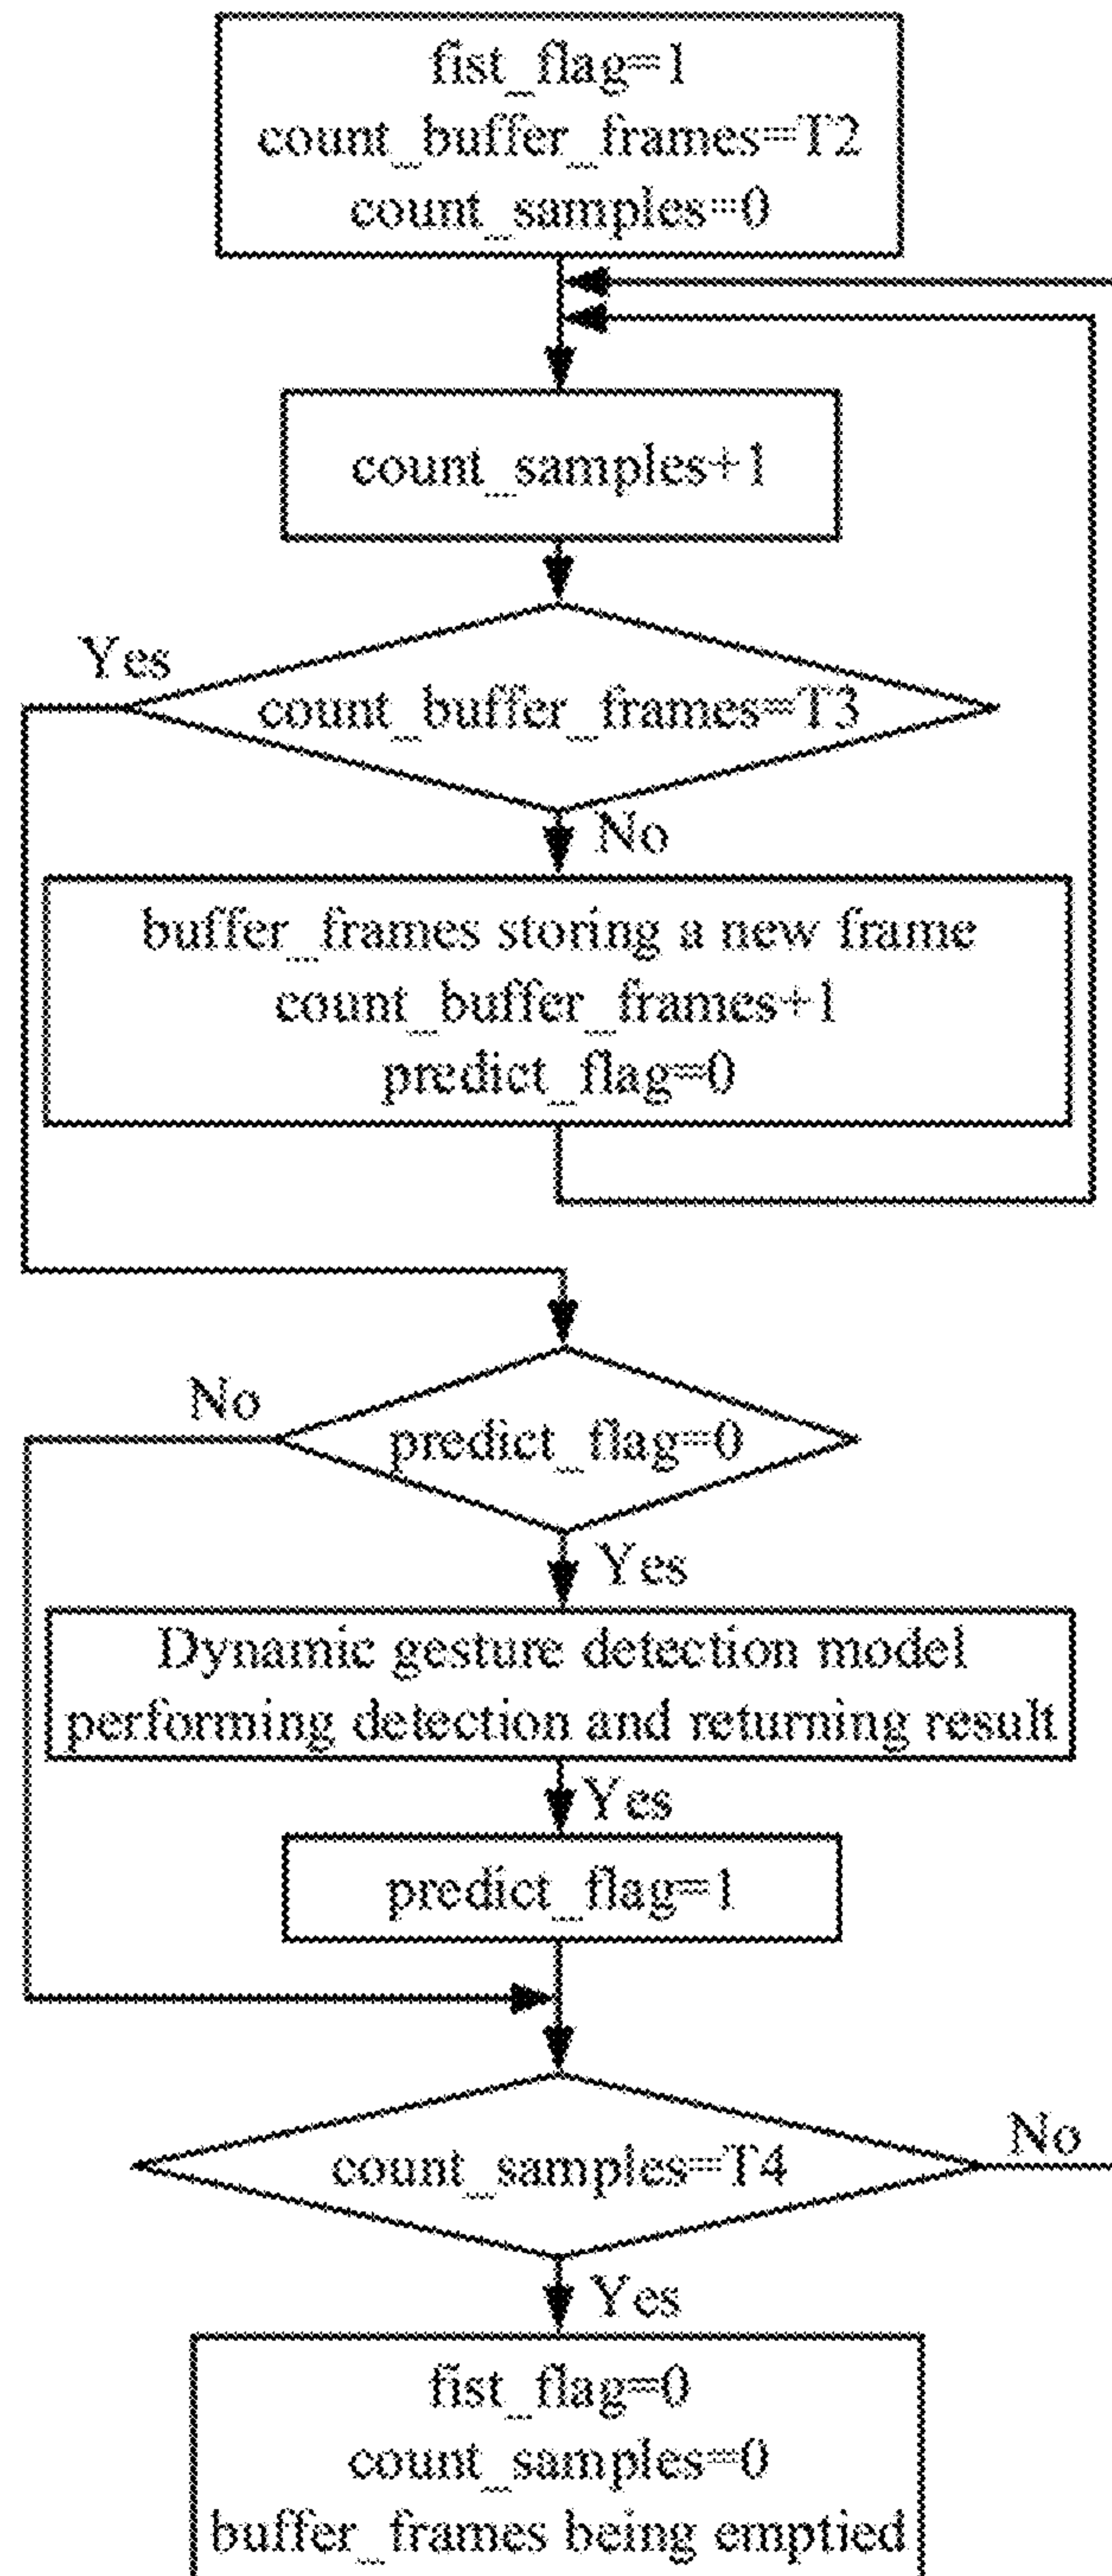 fist_flag=1
count_buffer_frames=T2
count_samples=0
count_samples+1
Yes
count_buffer_frames=T3
No
buffer_frames storing a new frame
count_buffer_frames+1
predict_flag=0
No
predict_flag=0
Yes
Dynamic gesture detection model
performing detection and returning result
Yes
predict_flag=1
No
count_samples=T4
Yes
fist_flag=0
count_samples=0
buffer_frames being emptied